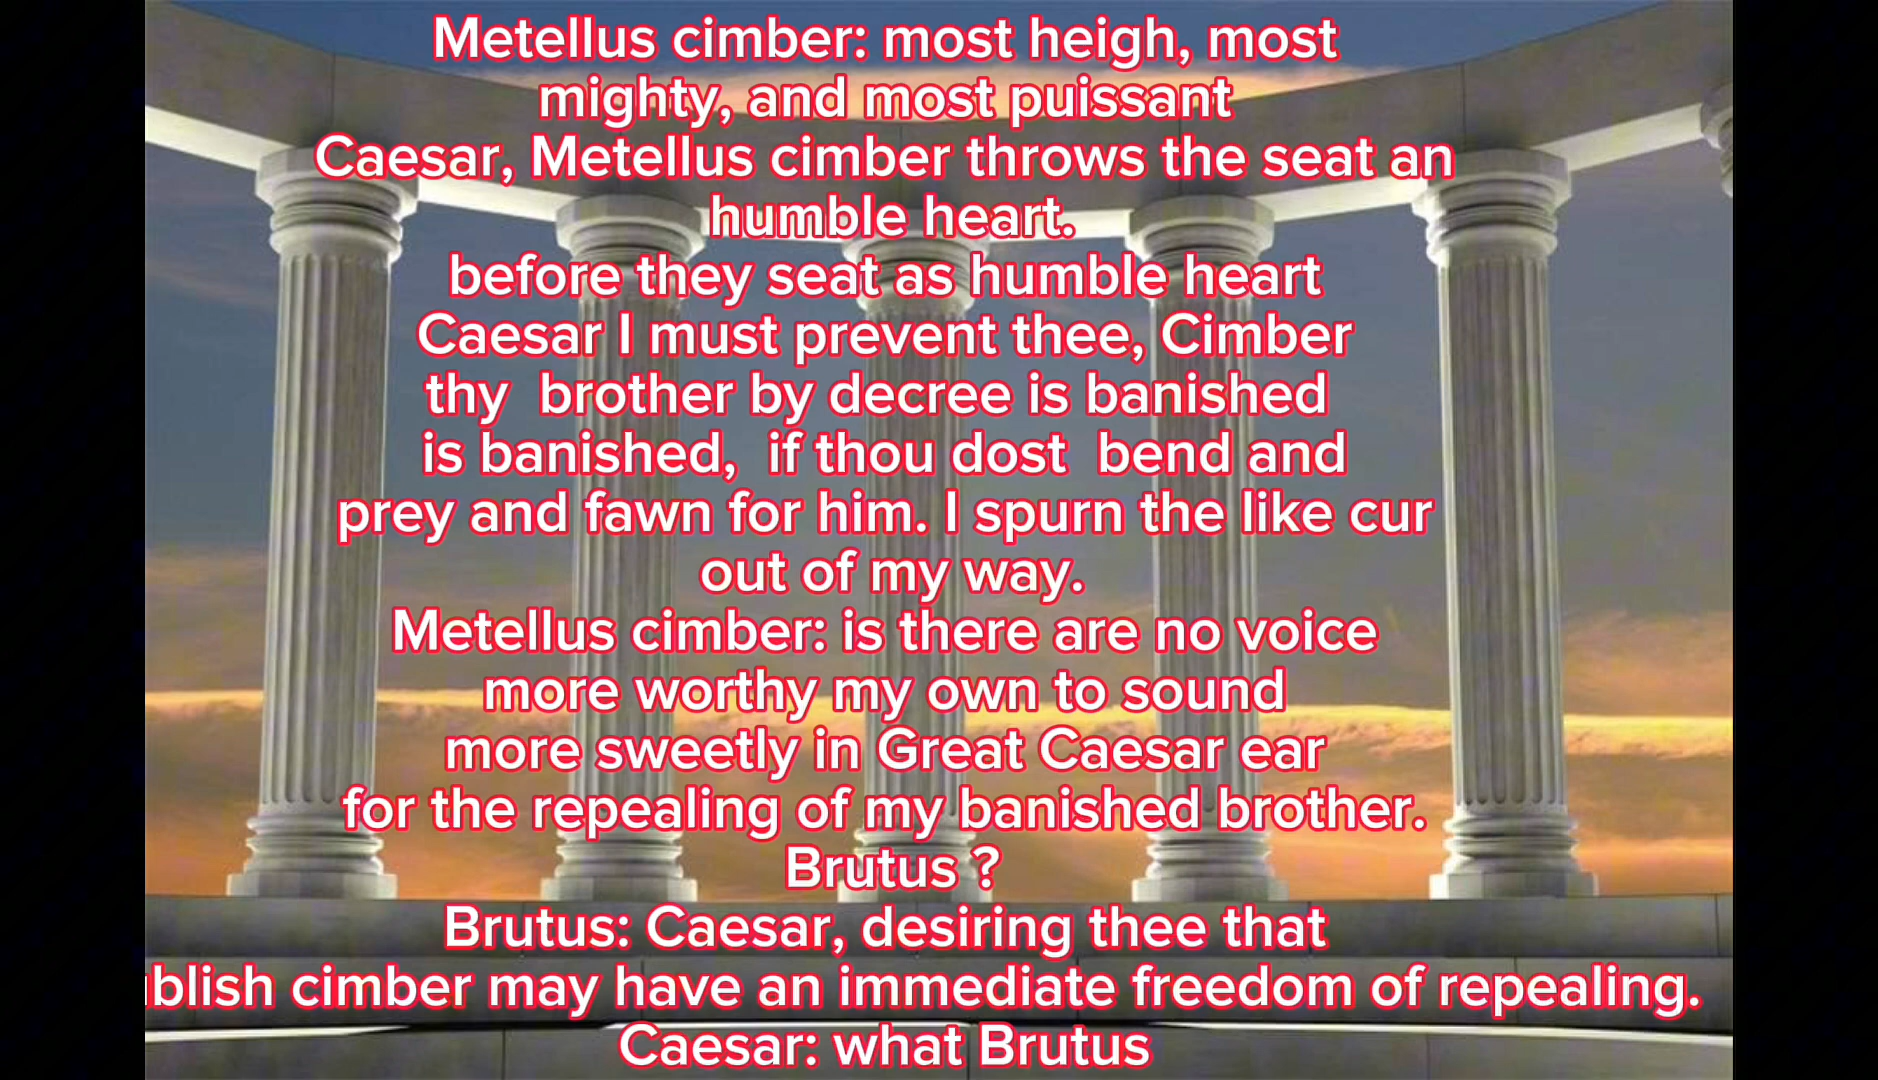 Metellus cimber: most heigh, most
mighty, and most puissant
Caesar, Metellus cimber throws the seat an
humble heart.
before they seat as humble heart
Caesar I must prevent thee, Cimber
thy brother by decree is banished
is banished, if thou dost bend and
prey and fawn for him. I spurn the like cur
out of my way.
Metellus cimber: is there are no voice
more worthy my own to sound
more sweetly in Great Caesar ear
for the repealing of my banished brother.
Brutus ?
Brutus: Caesar, desiring thee that
cimber may have an immediate freedom of repealing.
Caesar: what Brutus